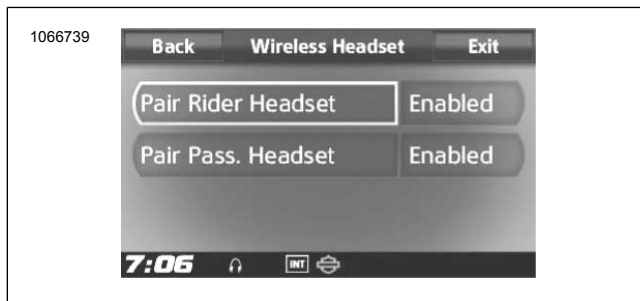 1066739
Back Wireless Headset Exit
Pair Rider Headset Enabled
Pair Pass. Headset Enabled
7:06 INT